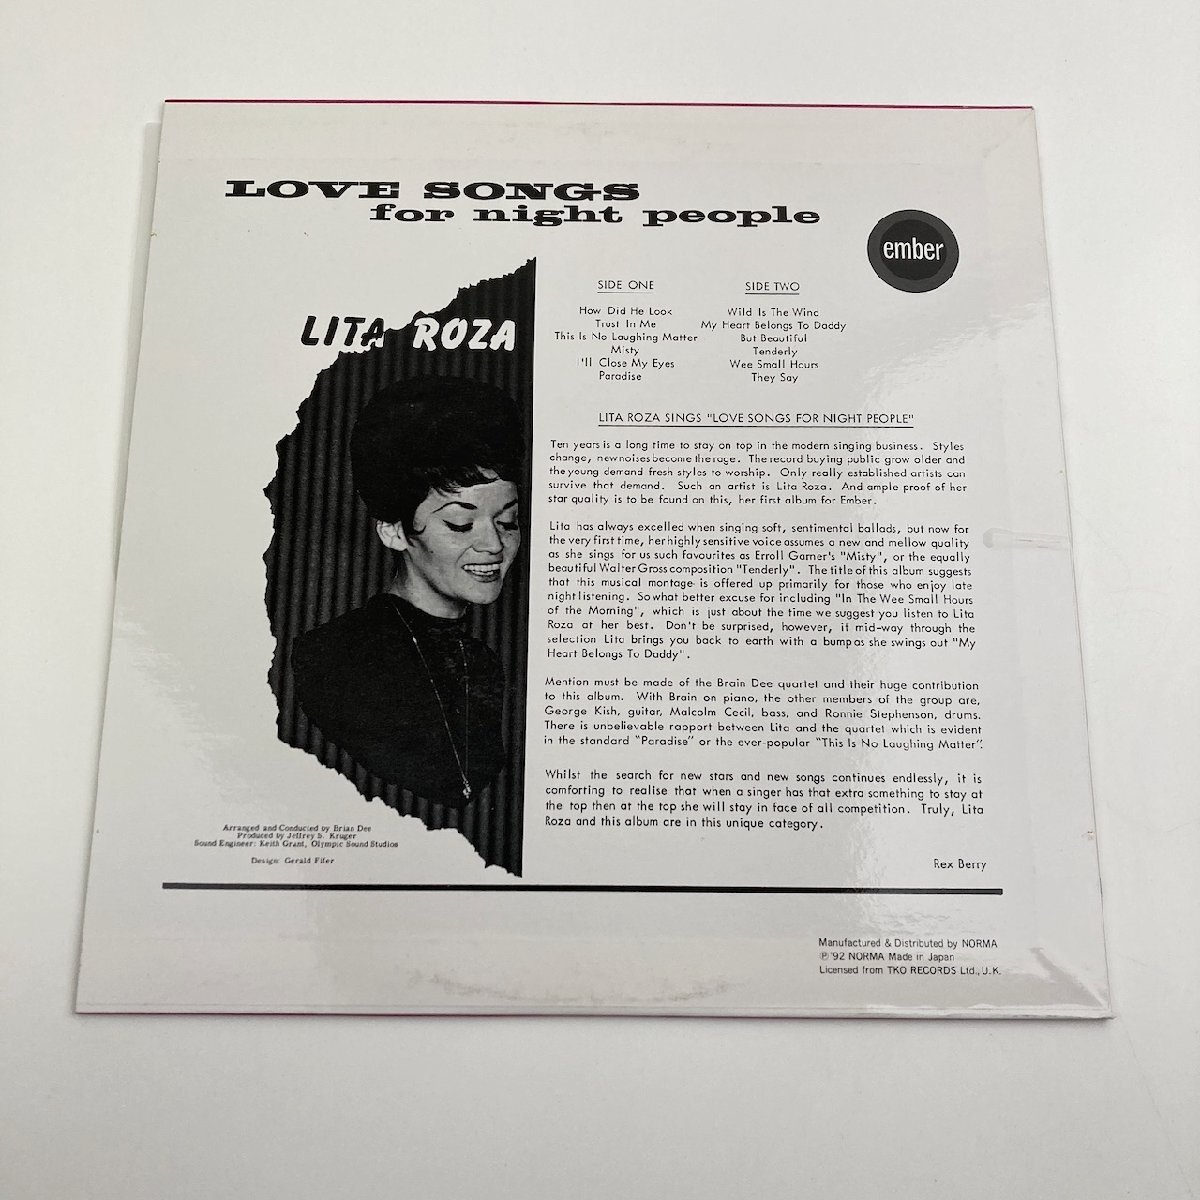 LOVE SONGS
for night people
ember
LITA ROZA
SIDE ONE
How Did He Look
Trust In Me
This Is No Laughing Matter
Misty
I'll Close My Eyes
Paradise
SIDE TWO
Wild Is The Wind
My Heart Belongs To Daddy
But Beautiful
Tenderly
Wee Small Hours
They Say
LITA ROZA SINGS "LOVE SONGS FOR NIGHT PEOPLE"
Ten years is a long time to stay on top in the modern singing business. Styles
change, new noises become the rage. The record buying public grow older and
the young demand fresh styles to worship. Only really established artists can
survive that demand. Such an artist is Lita Roza. And ample proof of her
star quality is to be found on this, her first album for Ember.
Lita has always excelled when singing soft, sentimental ballads, but now for
the very first time, her highly sensitive voice assumes a new and mellow quality
as she sings for us such favourites as Erroll Garner's "Misty", or the equally
beautiful Walter Gross composition "Tenderly". The title of this album suggests
that this musical montage is offered up primarily for those who enjoy late
night listening. So what better excuse for including "In The Wee Small Hours
of the Morning", which is just about the time we suggest you listen to Lita
Roza at her best. Don't be surprised, however, if mid-way through the
selection Lita brings you back to earth with a bump as she swings out "My
Heart Belongs To Daddy".
Mention must be made of the Brain Dee quartet and their huge contribution
to this album. With Brain on piano, the other members of the group are,
George Kish, guitar, Malcolm Cecil, bass, and Ronnie Stephenson, drums.
There is unbelievable rapport between Lita and the quartet which is evident
in the standard "Paradise" or the ever-popular "This Is No Laughing Matter".
Whilst the search for new stars and new songs continues endlessly, it is
comforting to realise that when a singer has that extra something to stay at
the top then at the top she will stay in face of all competition. Truly, Lita
Roza and this album are in this unique category.
Rex Berry
Arranged and Conducted by Brian Dee
Produced by Jeffrey S. Kruger
Sound Engineer: Keith Grant, Olympic Sound Studios
Design: Gerald Fifer
Manufactured & Distributed by NORMA
℗'92 NORMA Made in Japan
Licensed from TKO RECORDS Ltd., U.K.